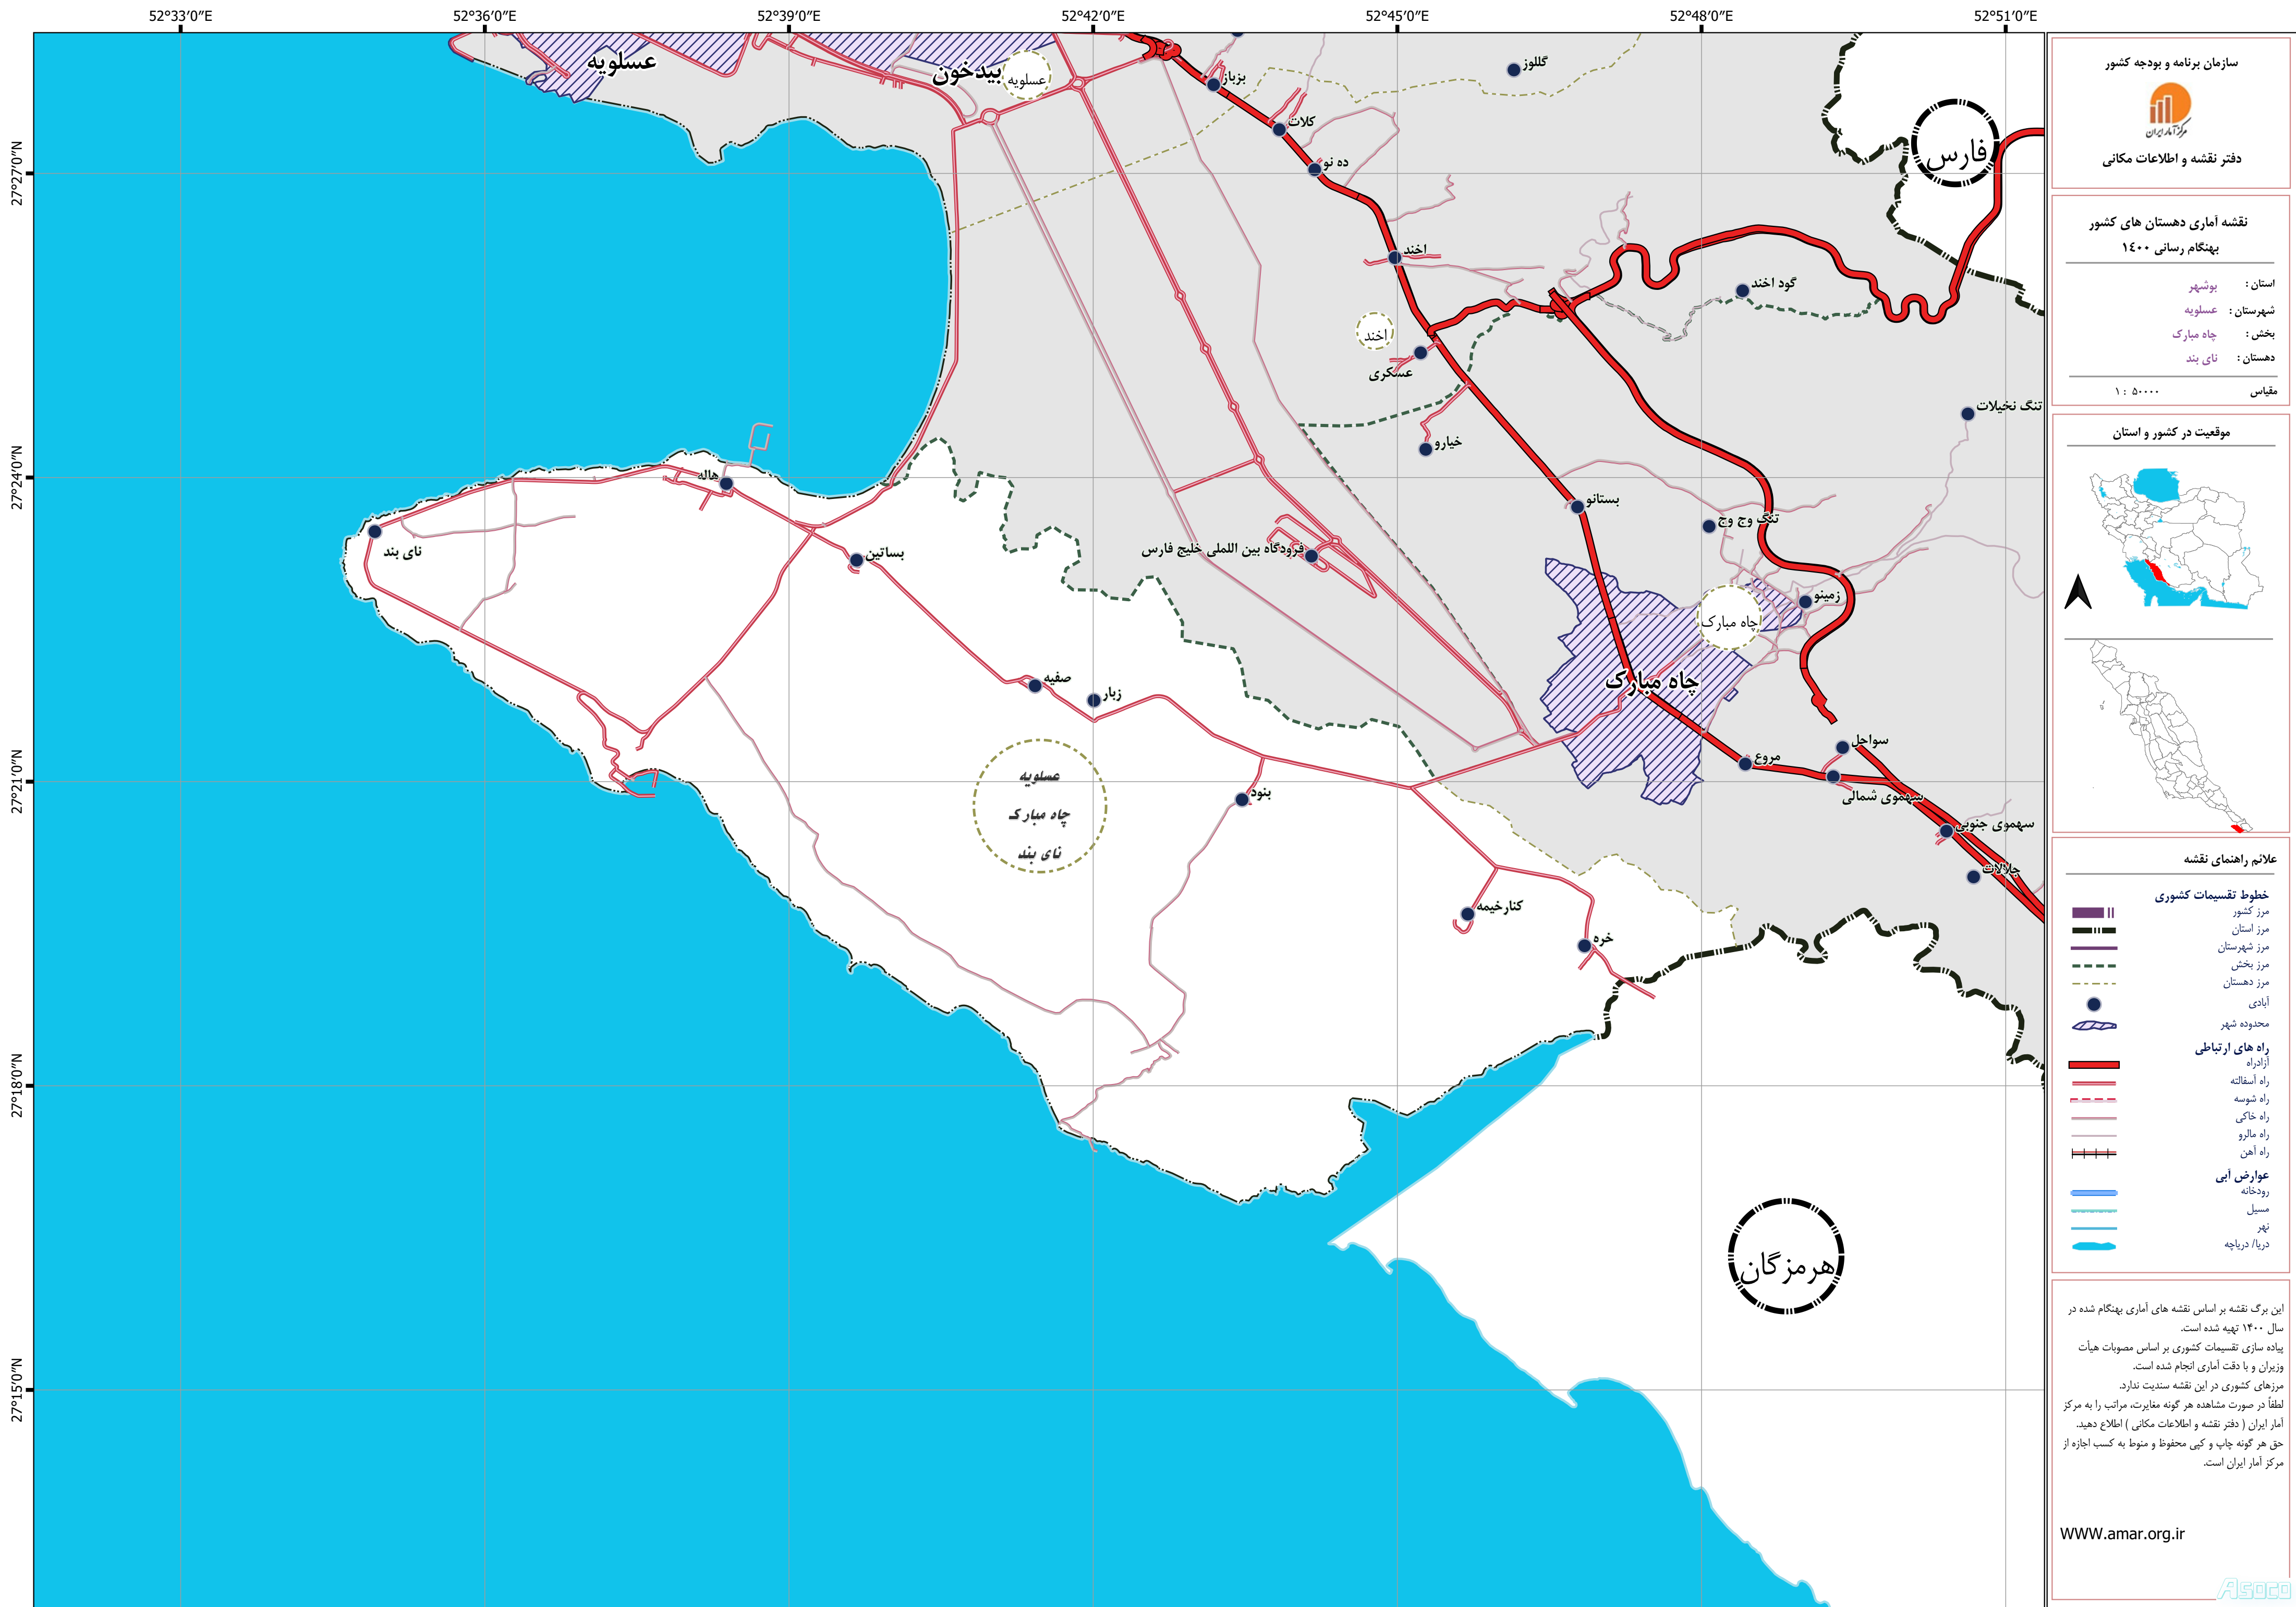 52°33'0"E
52°36'0"E
52°39'0"E
52°42'0"E
52°45'0"E
52°48'0"E
52°51'0"E
27°27'0"N
27°24'0"N
27°21'0"N
27°18'0"N
27°15'0"N
عسلویه
بیدخون
عسلویه
بزباز
گللوز
کلات
ده نو
فارس
اخند
گود اخند
اخند
عسکری
تنگ نخیلات
خیارو
هاله
بستانو
تنگ وج وج
نای بند
بساتین
فرودگاه بین اللملی خلیج فارس
زمینو
چاه مبارک
صفیه
زبار
چاه مبارک
سواحل
مروع
سهموی شمالی
عسلویه
چاه مبارک
نای بند
بنود
سهموی جنوبی
جلالات
کنارخیمه
خره
هرمزگان
سازمان برنامه و بودجه کشور
مرکز آمار ایران
دفتر نقشه و اطلاعات مکانی
نقشه آماری دهستان های کشور
بهنگام رسانی ۱۴۰۰
استان : بوشهر
شهرستان : عسلویه
بخش : چاه مبارک
دهستان : نای بند
مقیاس ۵۰۰۰۰ : ۱
موقعیت در کشور و استان
علائم راهنمای نقشه
خطوط تقسیمات کشوری
مرز کشور
مرز استان
مرز شهرستان
مرز بخش
مرز دهستان
آبادی
محدوده شهر
راه های ارتباطی
آزادراه
راه آسفالته
راه شوسه
راه خاکی
راه مالرو
راه آهن
عوارض آبی
رودخانه
مسیل
نهر
دریا/ دریاچه
این برگ نقشه بر اساس نقشه های آماری بهنگام شده در
سال ۱۴۰۰ تهیه شده است.
پیاده سازی تقسیمات کشوری بر اساس مصوبات هیأت
وزیران و با دقت آماری انجام شده است.
مرزهای کشوری در این نقشه سندیت ندارد.
لطفاً در صورت مشاهده هر گونه مغایرت، مراتب را به مرکز
آمار ایران ( دفتر نقشه و اطلاعات مکانی ) اطلاع دهید.
حق هر گونه چاپ و کپی محفوظ و منوط به کسب اجازه از
مرکز آمار ایران است.
WWW.amar.org.ir
Asoco